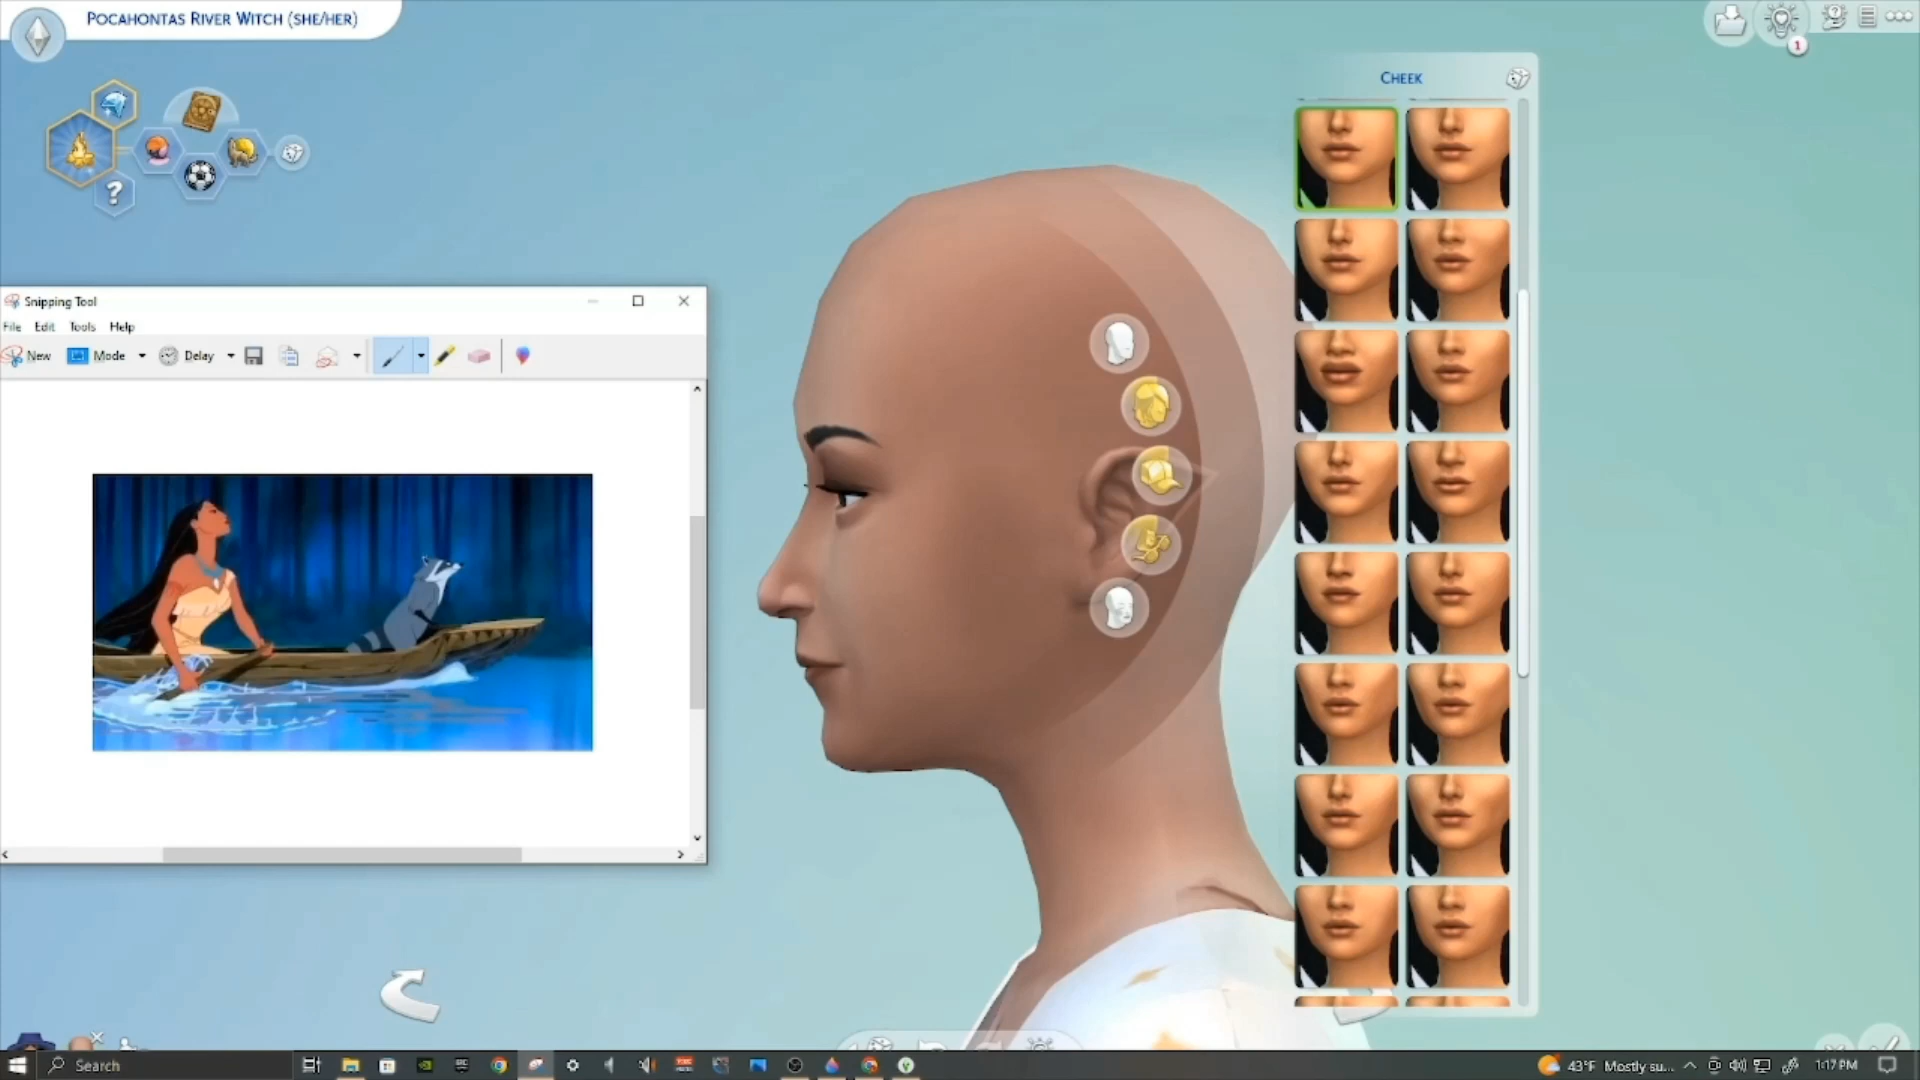 POCAHONTAS RIVER WITCH (SHE/HER)
1
?
CHEEK
Snipping Tool
File Edit Tools Help
New Mode Delay
Search
43°F Mostly su...
1:17 PM